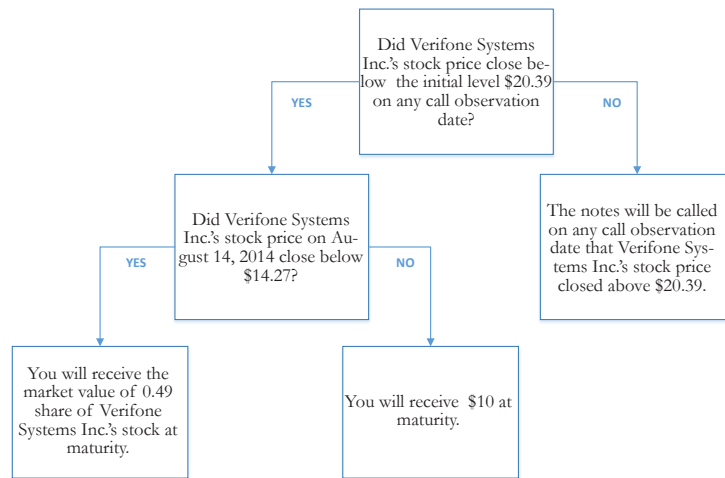 Did Verifone Systems
Inc.'s stock price close be-
low the initial level $20.39
on any call observation
date?
YES
NO
Did Verifone Systems
Inc.'s stock price on Au-
gust 14, 2014 close below
$14.27?
The notes will be called
on any call observation
date that Verifone Sys-
tems Inc.'s stock price
closed above $20.39.
YES
NO
You will receive the
market value of 0.49
share of Verifone
Systems Inc.'s stock at
maturity.
You will receive $10 at
maturity.